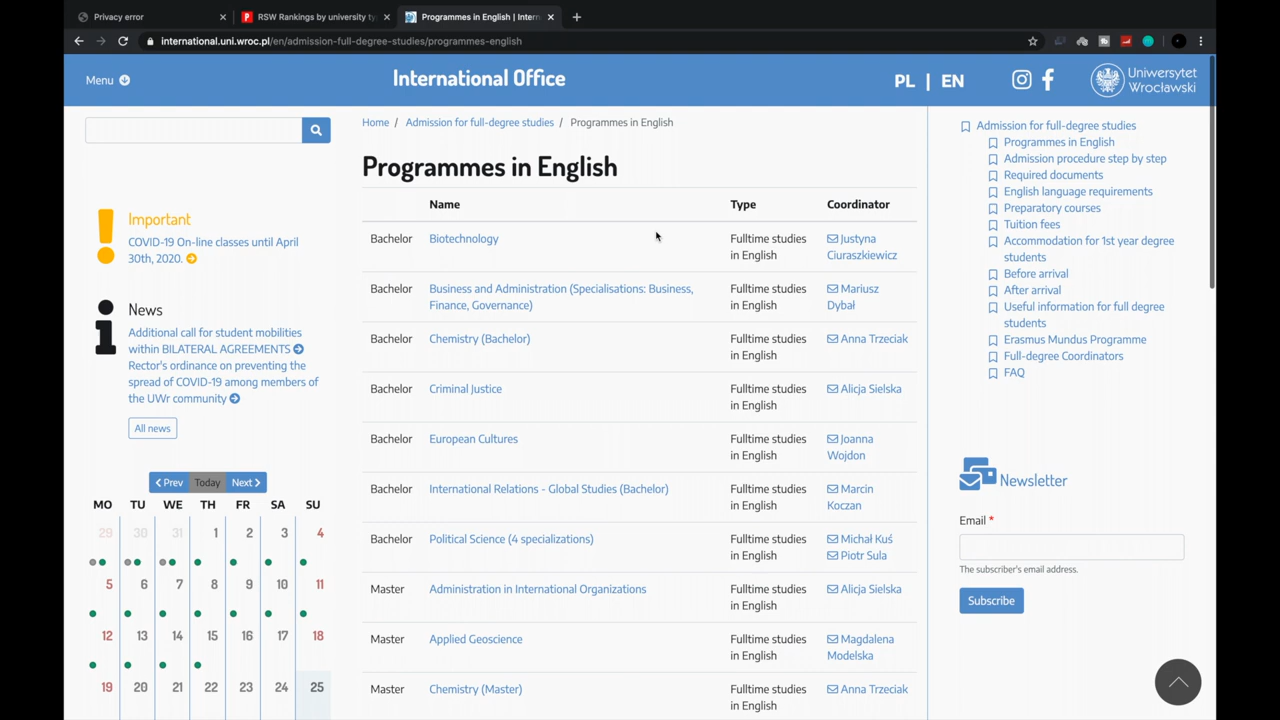 Privacy error
RSW Rankings by university ty
Programmes in English | Intern
international.uni.wroc.pl/en/admission-full-degree-studies/programmes-english
Menu
International Office
PL | EN
Uniwersytet
Wrocławski
Important
COVID-19 On-line classes until April
30th, 2020.
News
Additional call for student mobilities
within BILATERAL AGREEMENTS
Rector's ordinance on preventing the
spread of COVID-19 among members of
the UWr community
All news
Prev Today Next
MO TU WE TH FR SA SU
29 30 31 1 2 3 4
5 6 7 8 9 10 11
12 13 14 15 16 17 18
19 20 21 22 23 24 25
Home / Admission for full-degree studies / Programmes in English
Programmes in English
Name Type Coordinator
Bachelor Biotechnology Fulltime studies Justyna
in English Ciuraszkiewicz
Bachelor Business and Administration (Specialisations: Business, Fulltime studies Mariusz
Finance, Governance) in English Dybał
Bachelor Chemistry (Bachelor) Fulltime studies Anna Trzeciak
in English
Bachelor Criminal Justice Fulltime studies Alicja Sielska
in English
Bachelor European Cultures Fulltime studies Joanna
in English Wojdon
Bachelor International Relations - Global Studies (Bachelor) Fulltime studies Marcin
in English Koczan
Bachelor Political Science (4 specializations) Fulltime studies Michał Kuś
in English Piotr Sula
Master Administration in International Organizations Fulltime studies Alicja Sielska
in English
Master Applied Geoscience Fulltime studies Magdalena
in English Modelska
Master Chemistry (Master) Fulltime studies Anna Trzeciak
in English
Admission for full-degree studies
Programmes in English
Admission procedure step by step
Required documents
English language requirements
Preparatory courses
Tuition fees
Accommodation for 1st year degree
students
Before arrival
After arrival
Useful information for full degree
students
Erasmus Mundus Programme
Full-degree Coordinators
FAQ
Newsletter
Email *
The subscriber's email address.
Subscribe